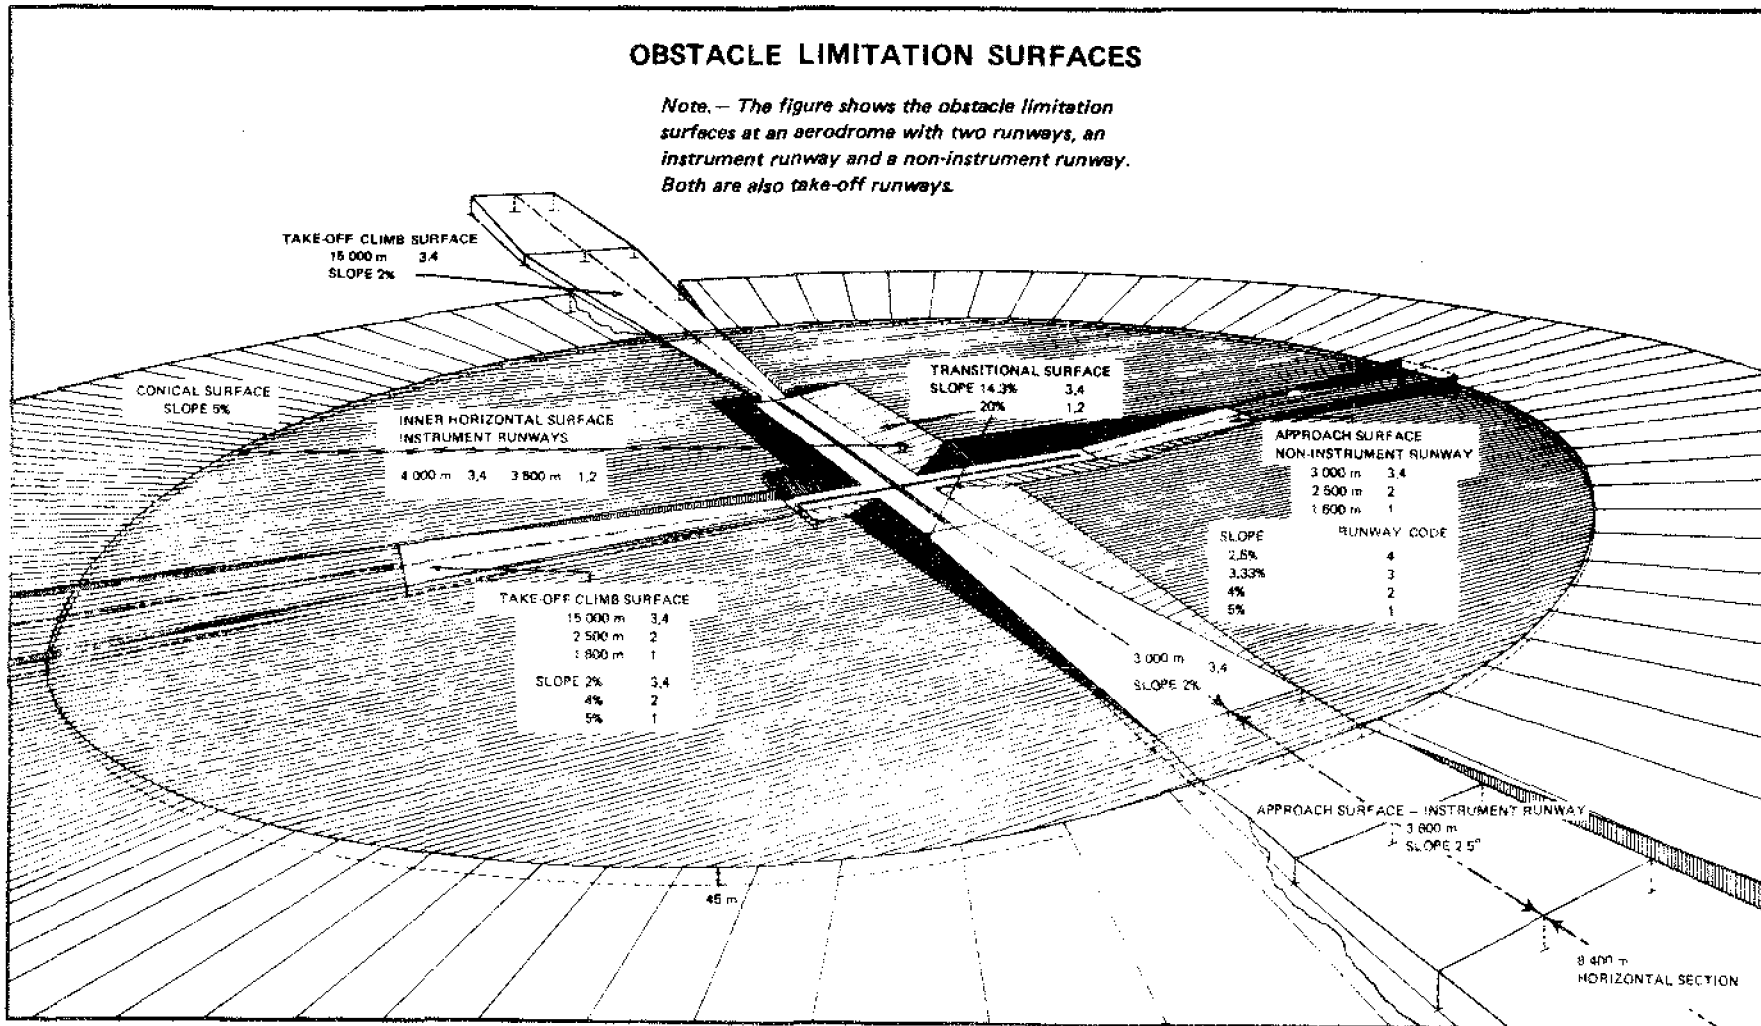 OBSTACLE LIMITATION SURFACES
Note.— The figure shows the obstacle limitation
surfaces at an aerodrome with two runways, an
instrument runway and a non-instrument runway.
Both are also take-off runways.
TAKE-OFF CLIMB SURFACE
15 000 m 3,4
SLOPE 2%
CONICAL SURFACE
SLOPE 5%
INNER HORIZONTAL SURFACE
INSTRUMENT RUNWAYS
4 000 m 3,4 3 500 m 1,2
TRANSITIONAL SURFACE
SLOPE 14.3% 3,4
20% 1,2
APPROACH SURFACE
NON-INSTRUMENT RUNWAY
3 000 m 3,4
2 500 m 2
1 600 m 1
SLOPE RUNWAY CODE
2.5% 4
3.33% 3
4% 2
5% 1
TAKE-OFF CLIMB SURFACE
15 000 m 3,4
2 500 m 2
1 600 m 1
SLOPE 2% 3,4
4% 2
5% 1
3 000 m 3,4
SLOPE 2%
APPROACH SURFACE — INSTRUMENT RUNWAY
3 600 m
SLOPE 2.5°
45 m
8 400 m
HORIZONTAL SECTION